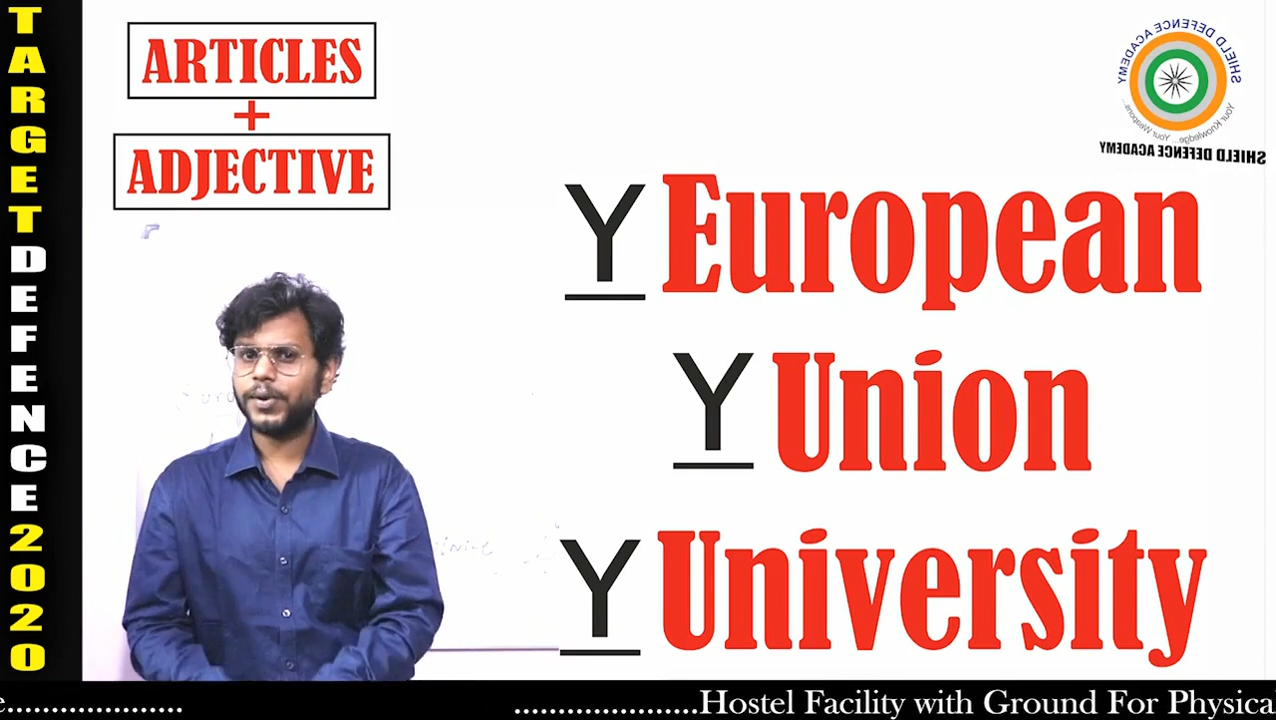 TARGET DEFENCE 2020
ARTICLES
+
ADJECTIVE
SHIELD DEFENCE ACADEMY
Your Knowledge... Your Weapons...
SHIELD DEFENCE ACADEMY
Y European
Y Union
Y University
e..................... .....................Hostel Facility with Ground For Physical